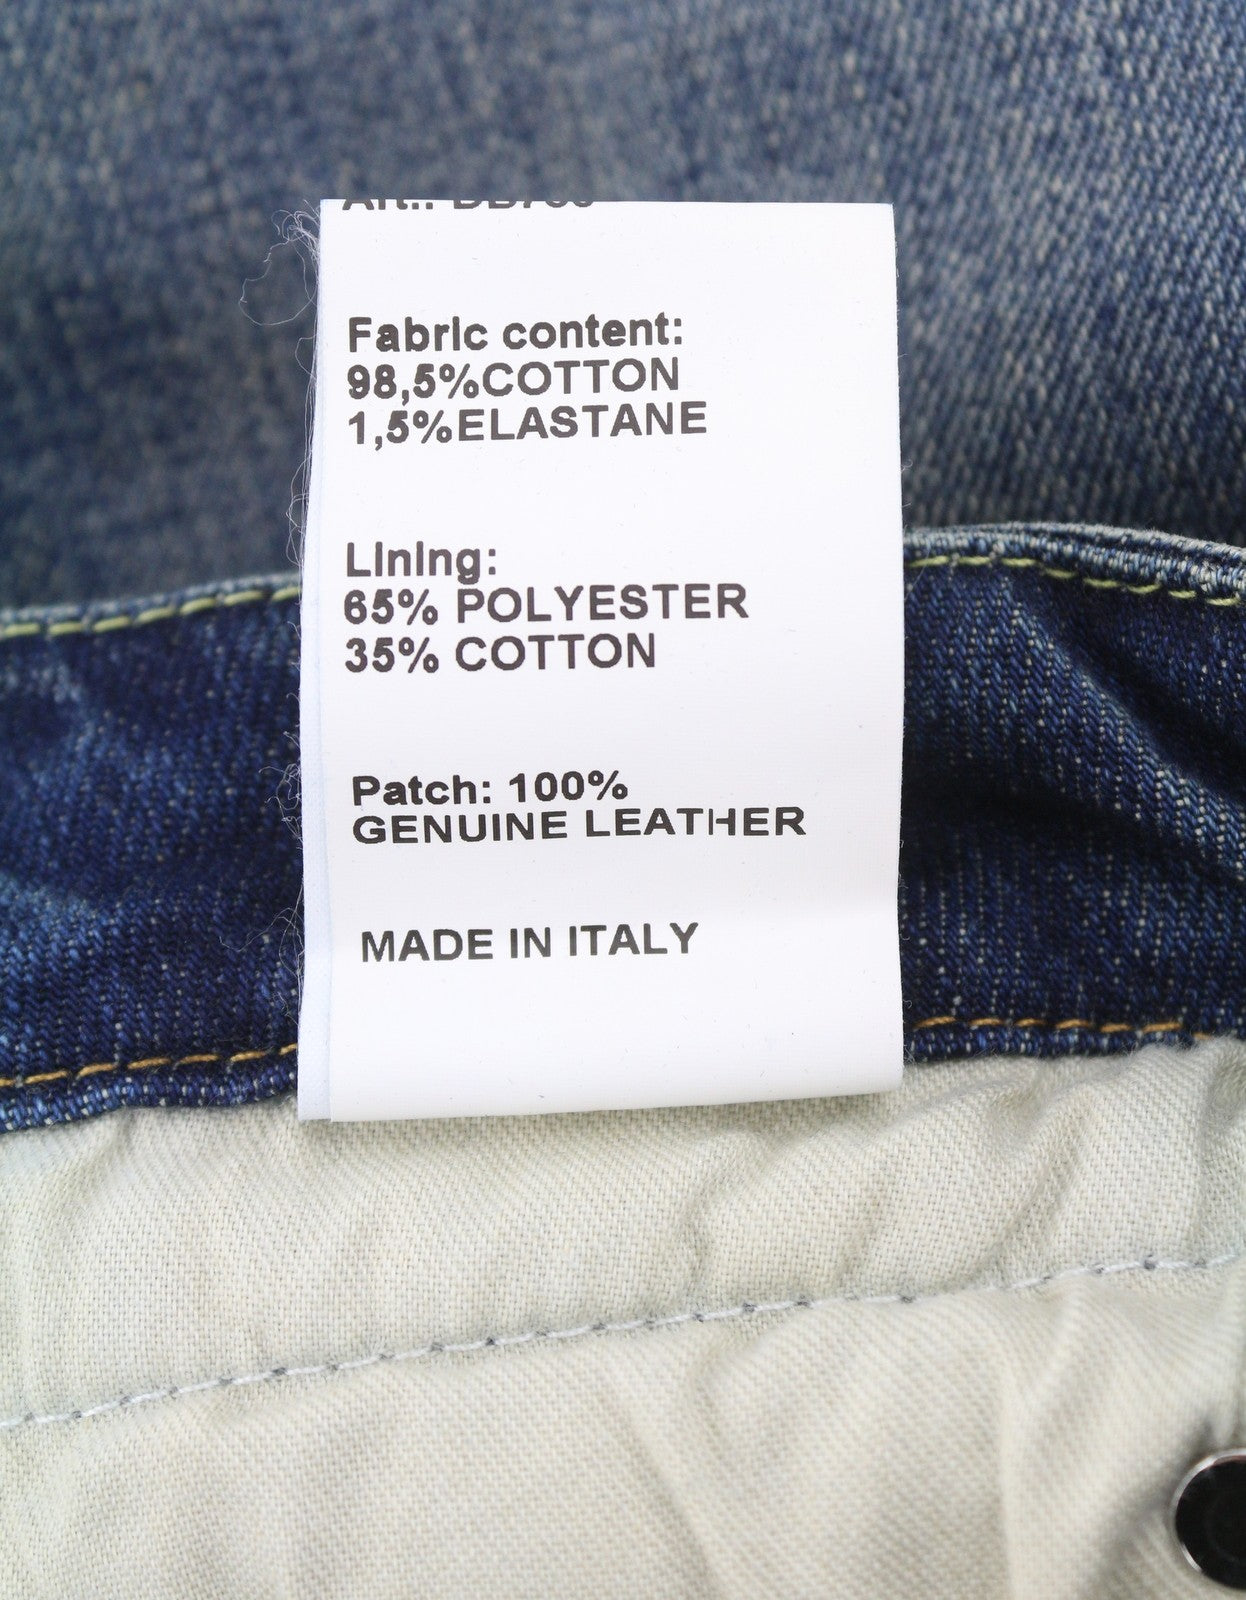 Art.:
Fabric content:
98,5%COTTON
1,5%ELASTANE
Lining:
65% POLYESTER
35% COTTON
Patch: 100%
GENUINE LEATHER
MADE IN ITALY